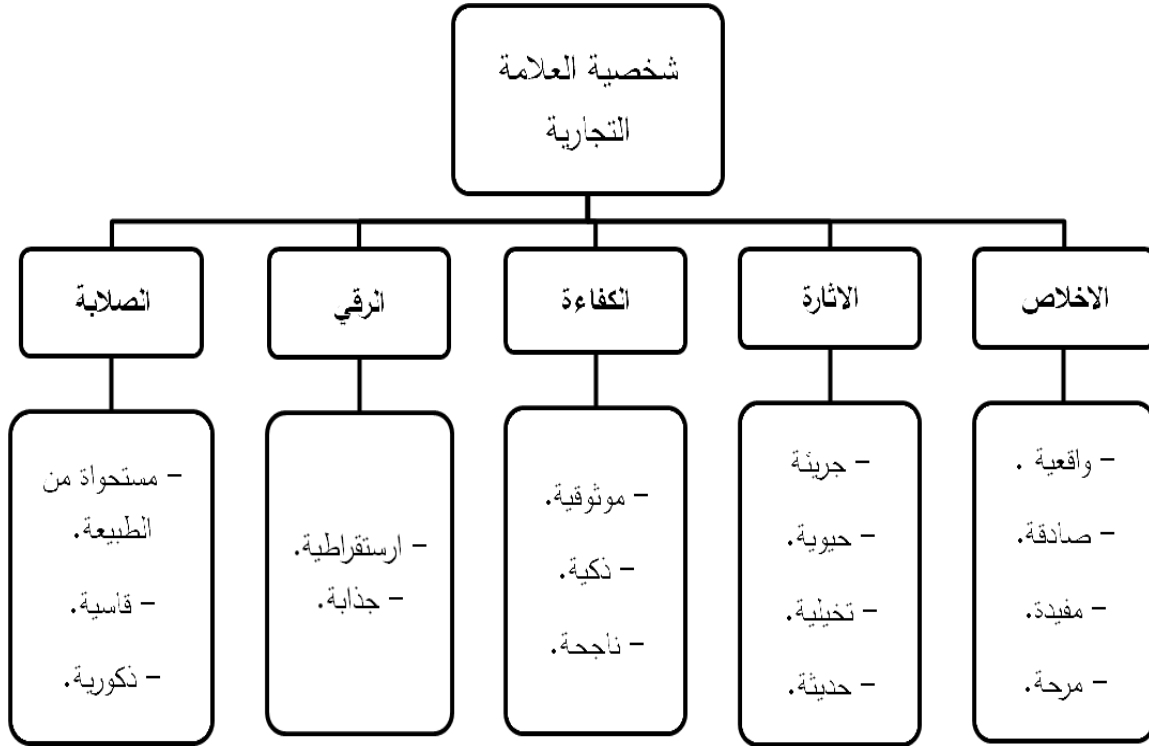 شخصية العلامة
التجارية
الاخلاص
الاثارة
الكفاءة
الرقي
الصلابة
- واقعية .
- صادقة.
- مفيدة.
- مرحة.
- جريئة
- حيوية.
- تخيلية.
- حديثة.
- موثوقية.
- ذكية.
- ناجحة.
- ارستقراطية.
- جذابة.
- مستحواة من
الطبيعة.
- قاسية.
- ذكورية.